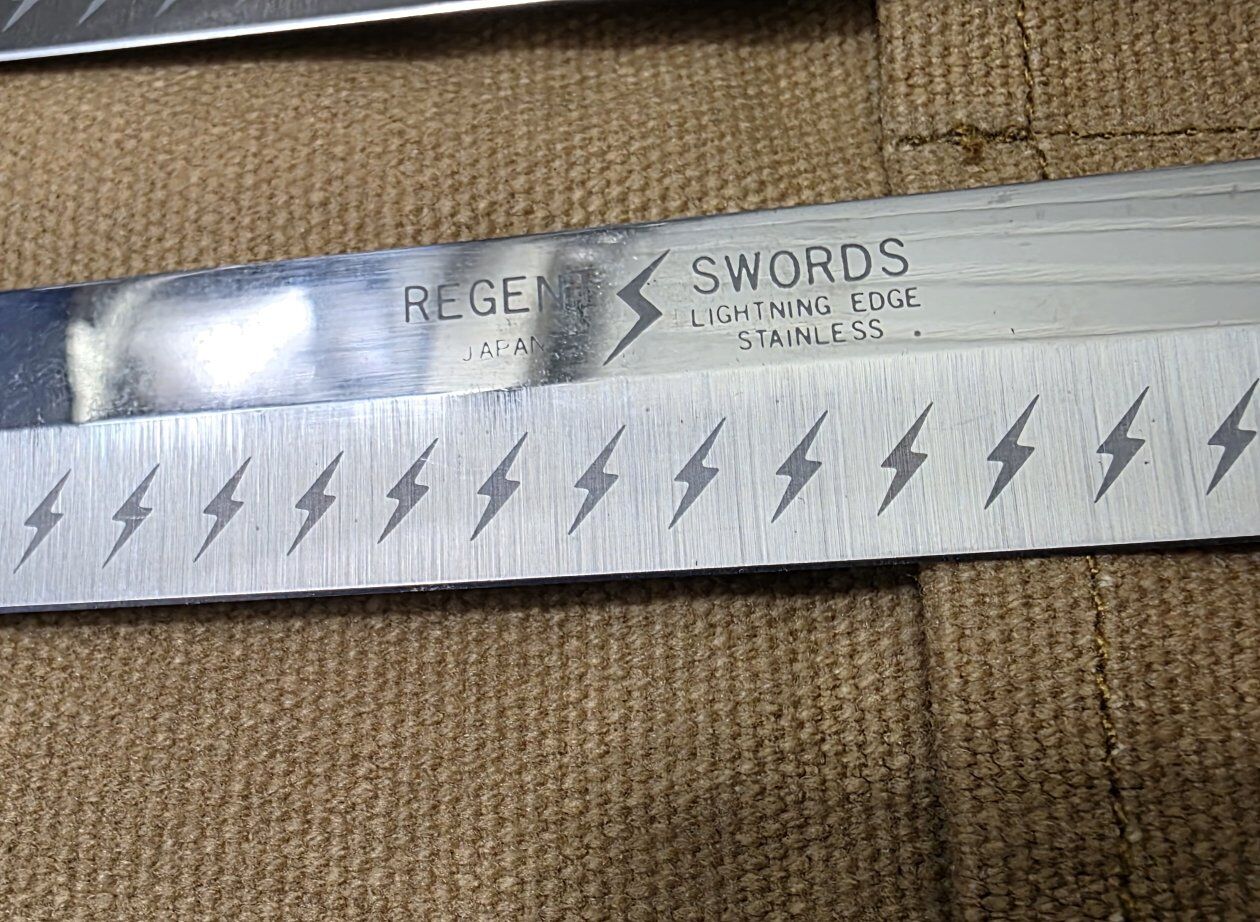 REGENT SWORDS
JAPAN
LIGHTNING EDGE
STAINLESS